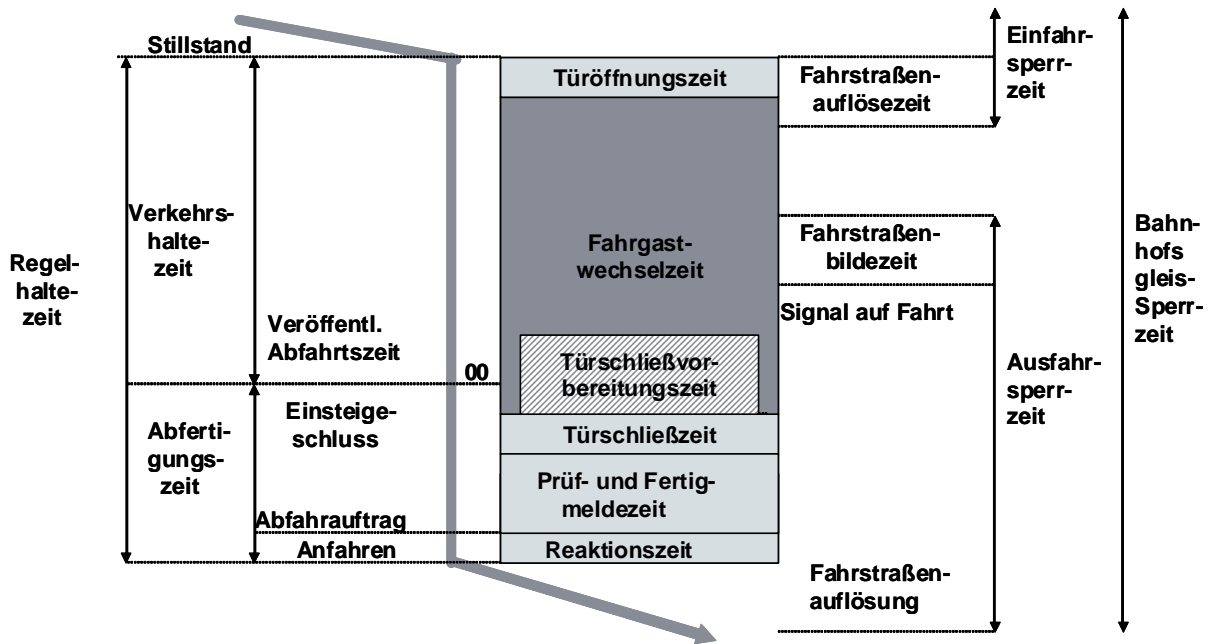 Stillstand
Regel-
halte-
zeit
Verkehrs-
halte-
zeit
Veröffentl.
Abfahrtszeit
00
Einsteige-
schluss
Abferti-
gungs-
zeit
Abfahrauftrag
Anfahren
Türöffnungszeit
Fahrgast-
wechselzeit
Türschließvor-
bereitungszeit
Türschließzeit
Prüf- und Fertig-
meldezeit
Reaktionszeit
Fahrstraßen-
auflösezeit
Fahrstraßen-
bildezeit
Signal auf Fahrt
Fahrstraßen-
auflösung
Einfahr-
sperr-
zeit
Ausfahr-
sperr-
zeit
Bahn-
hofs
gleis-
Sperr-
zeit